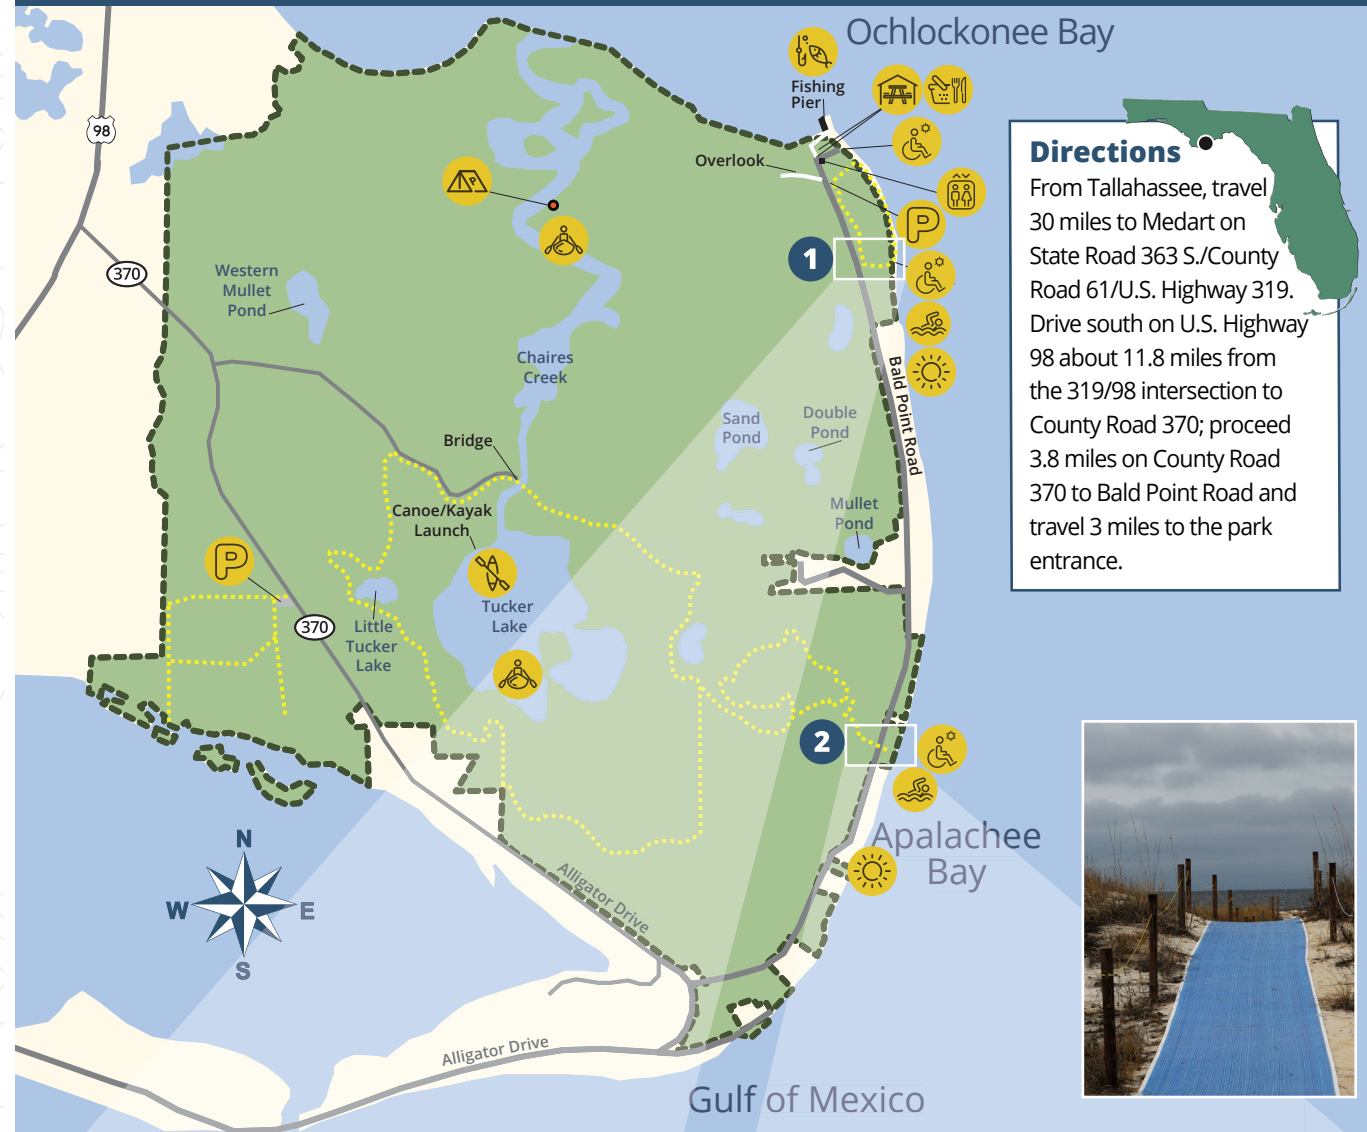 Ochlockonee Bay
Fishing
Pier
Overlook
98
P
1
370
Western
Mullet
Pond
Chaires
Creek
Bald Point Road
Sand
Pond
Double
Pond
Bridge
Canoe/Kayak
Launch
Mullet
Pond
P
Tucker
Lake
370
Little
Tucker
Lake
2
Apalachee
Bay
Alligator Drive
N
W
E
S
Alligator Drive
Gulf of Mexico
Directions
From Tallahassee, travel
30 miles to Medart on
State Road 363 S./County
Road 61/U.S. Highway 319.
Drive south on U.S. Highway
98 about 11.8 miles from
the 319/98 intersection to
County Road 370; proceed
3.8 miles on County Road
370 to Bald Point Road and
travel 3 miles to the park
entrance.